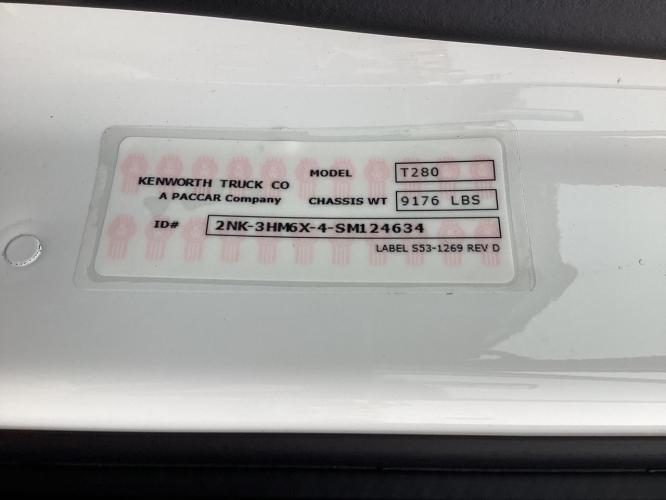 KENWORTH TRUCK CO
A PACCAR Company
MODEL T280
CHASSIS WT 9176 LBS
ID# 2NK-3HM6X-4-SM124634
LABEL S53-1269 REV D